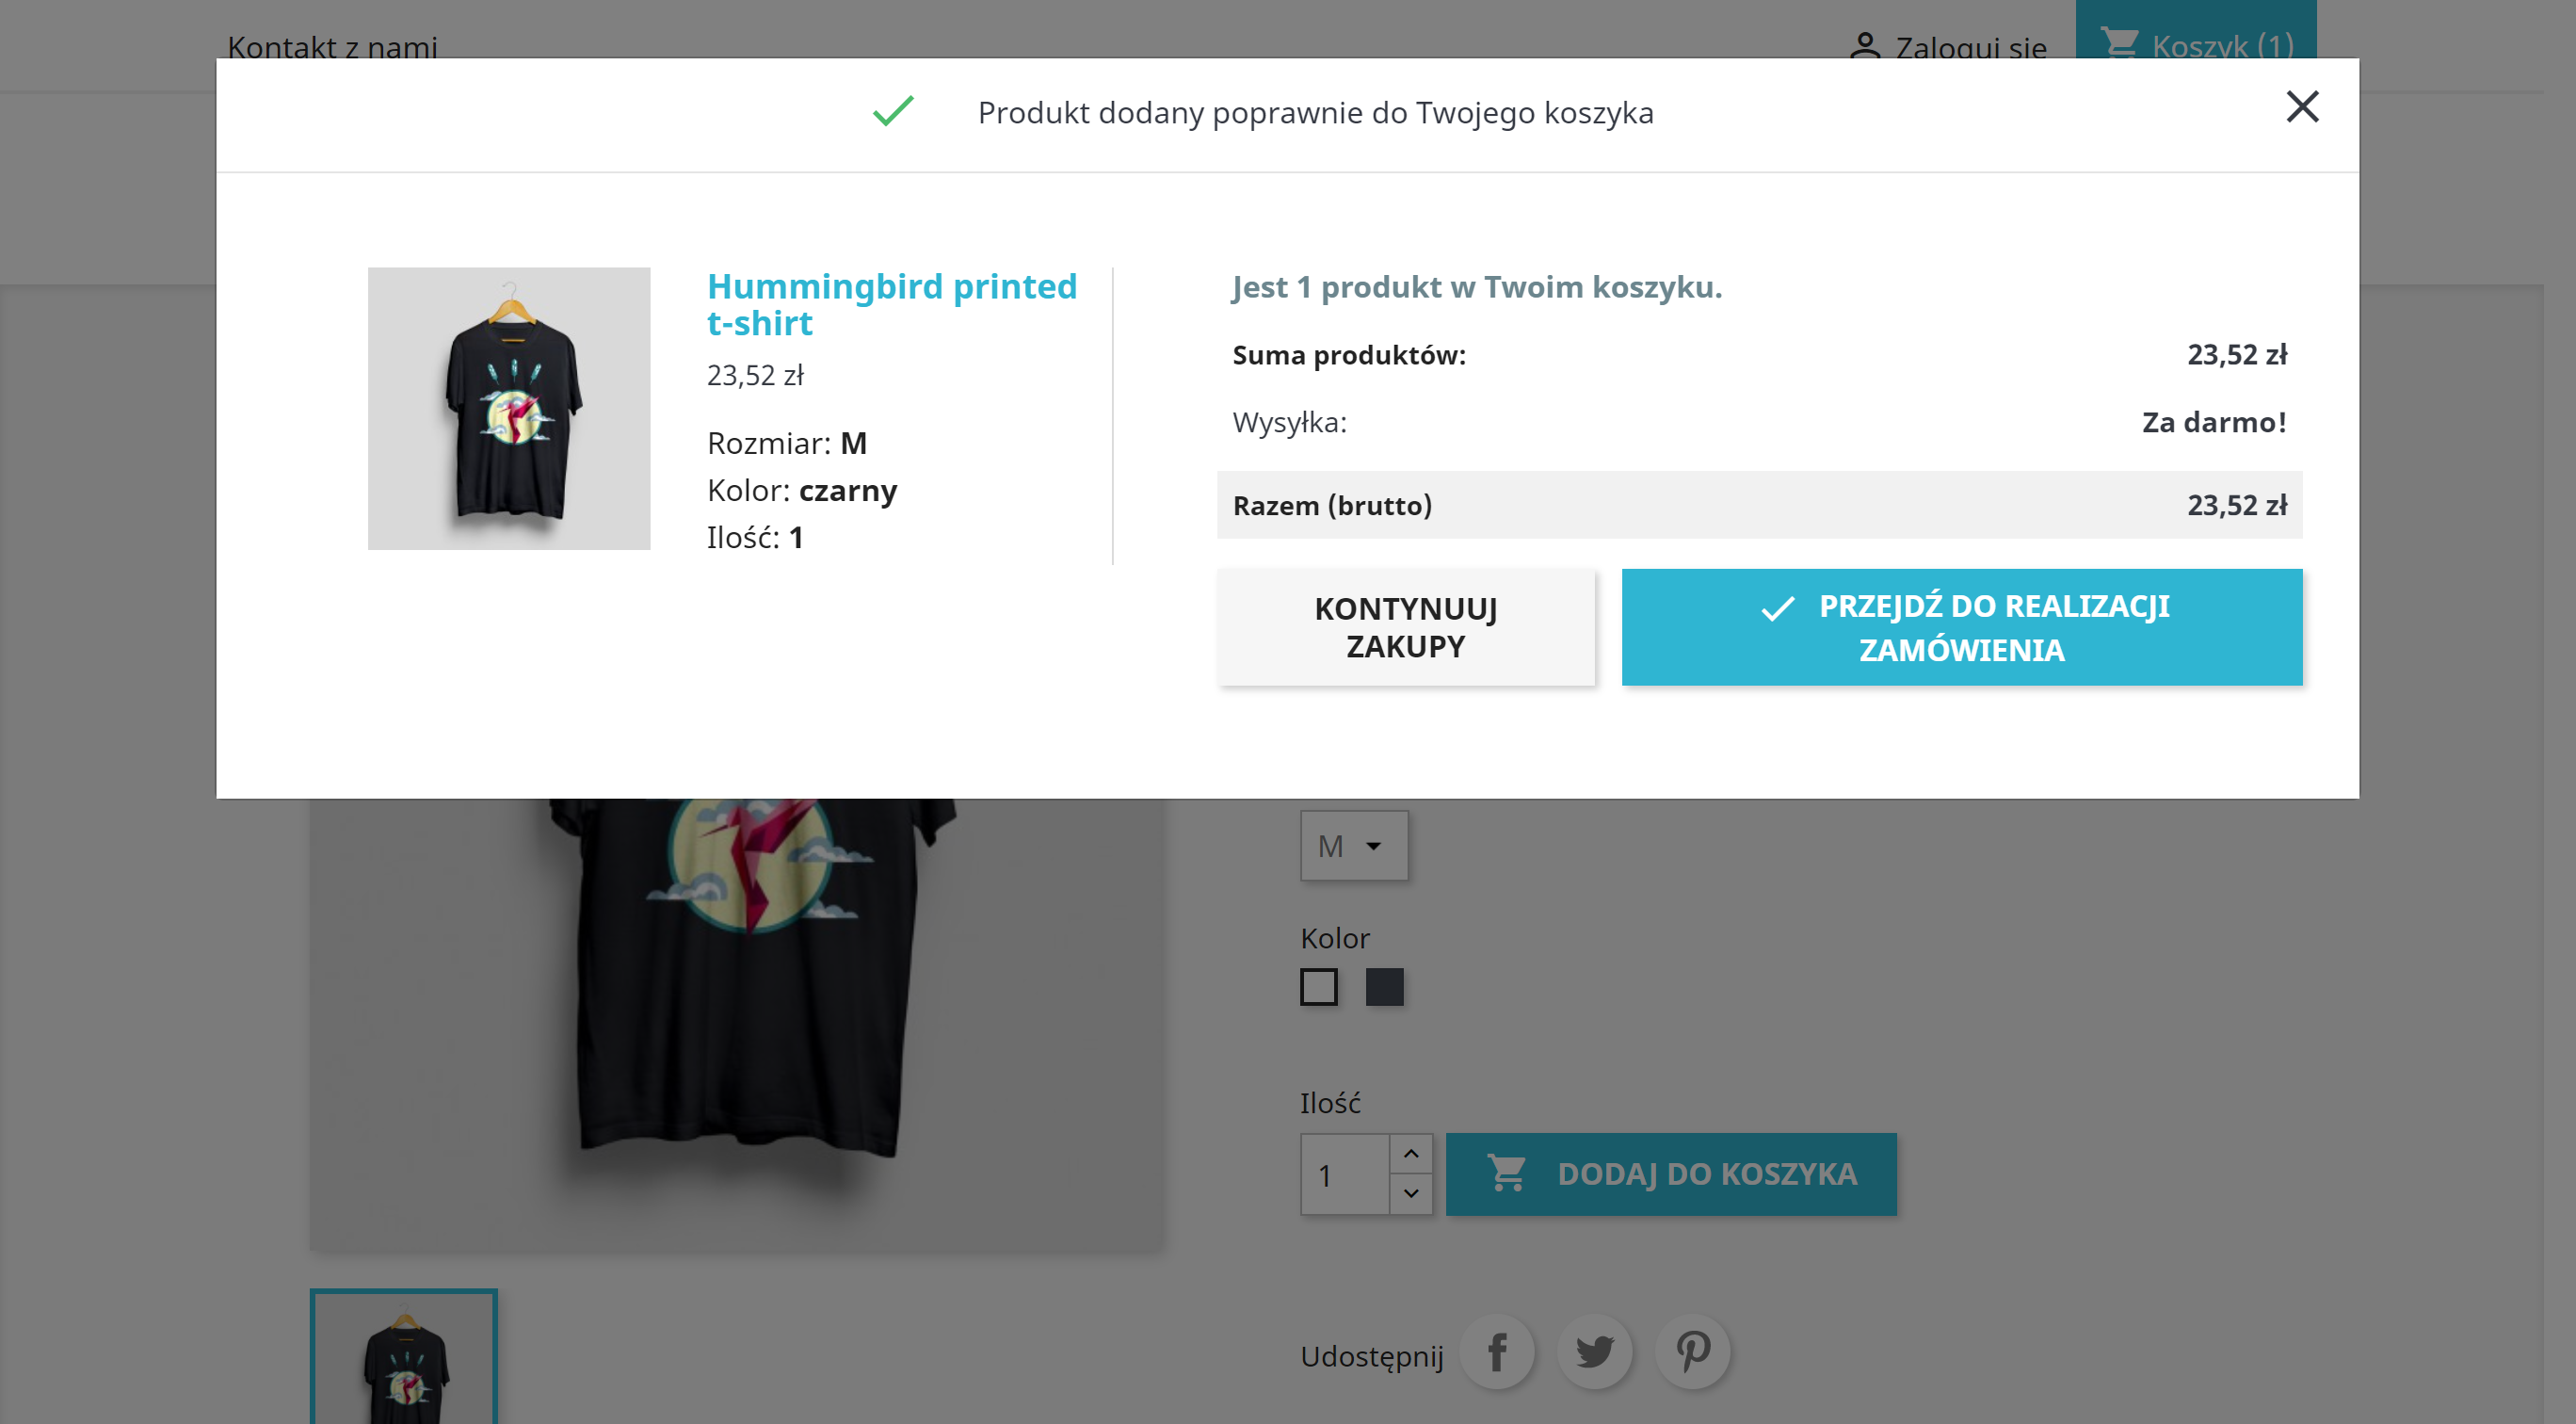 Kontakt z nami
Zaloguj się
Koszyk (1)
Produkt dodany poprawnie do Twojego koszyka
Hummingbird printed
t-shirt
23,52 zł
Rozmiar: M
Kolor: czarny
Ilość: 1
Jest 1 produkt w Twoim koszyku.
Suma produktów: 23,52 zł
Wysyłka: Za darmo!
Razem (brutto) 23,52 zł
KONTYNUUJ
ZAKUPY
PRZEJDŹ DO REALIZACJI
ZAMÓWIENIA
M
Kolor
Ilość
1
DODAJ DO KOSZYKA
Udostępnij